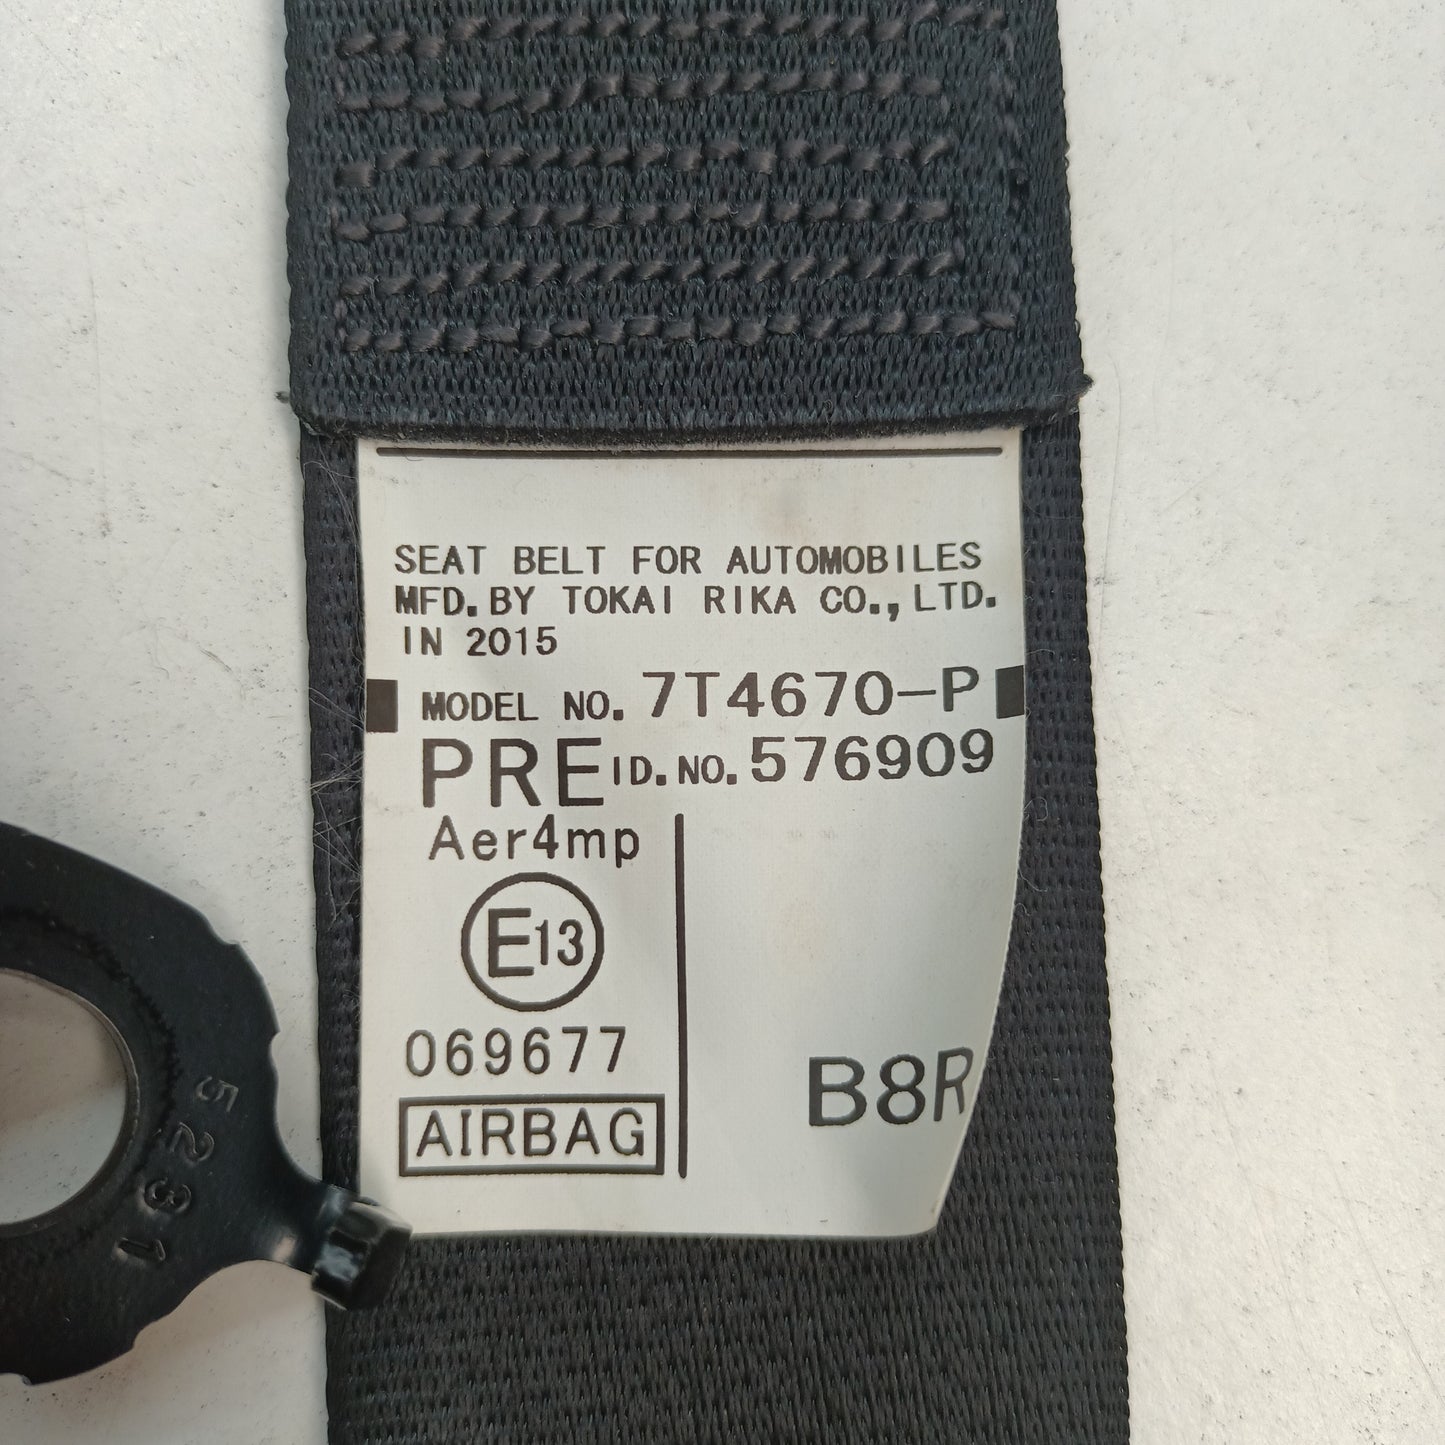 SEAT BELT FOR AUTOMOBILES
MFD. BY TOKAI RIKA CO., LTD.
IN 2015
MODEL NO. 7T4670-P
PRE ID. NO. 576909
Aer4mp
E13
069677
AIRBAG
B8R
5231